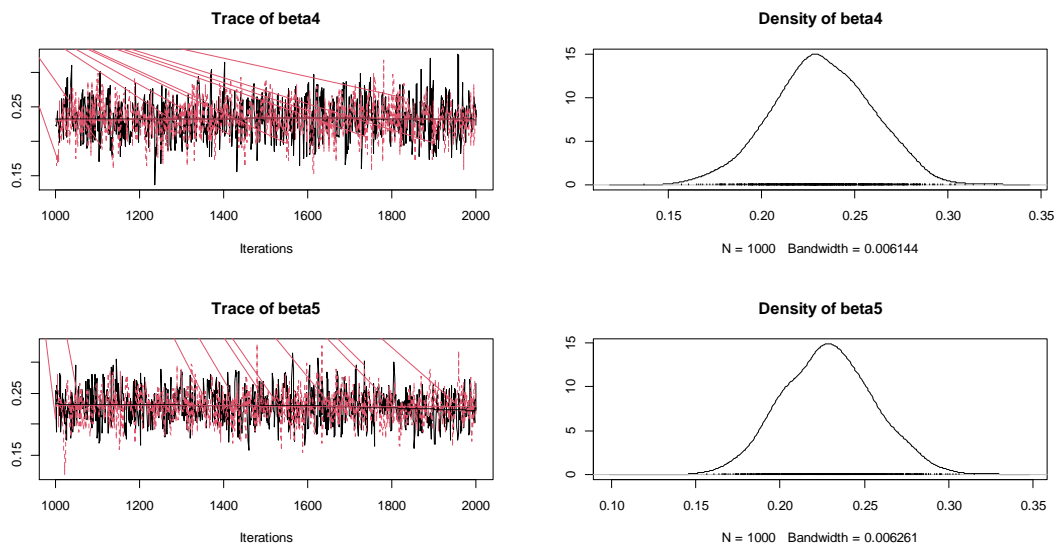 Trace of beta4
0.15 0.25
1000 1200 1400 1600 1800 2000
Iterations
Density of beta4
0 5 10 15
0.15 0.20 0.25 0.30 0.35
N = 1000 Bandwidth = 0.006144
Trace of beta5
0.15 0.25
1000 1200 1400 1600 1800 2000
Iterations
Density of beta5
0 5 10 15
0.10 0.15 0.20 0.25 0.30 0.35
N = 1000 Bandwidth = 0.006261